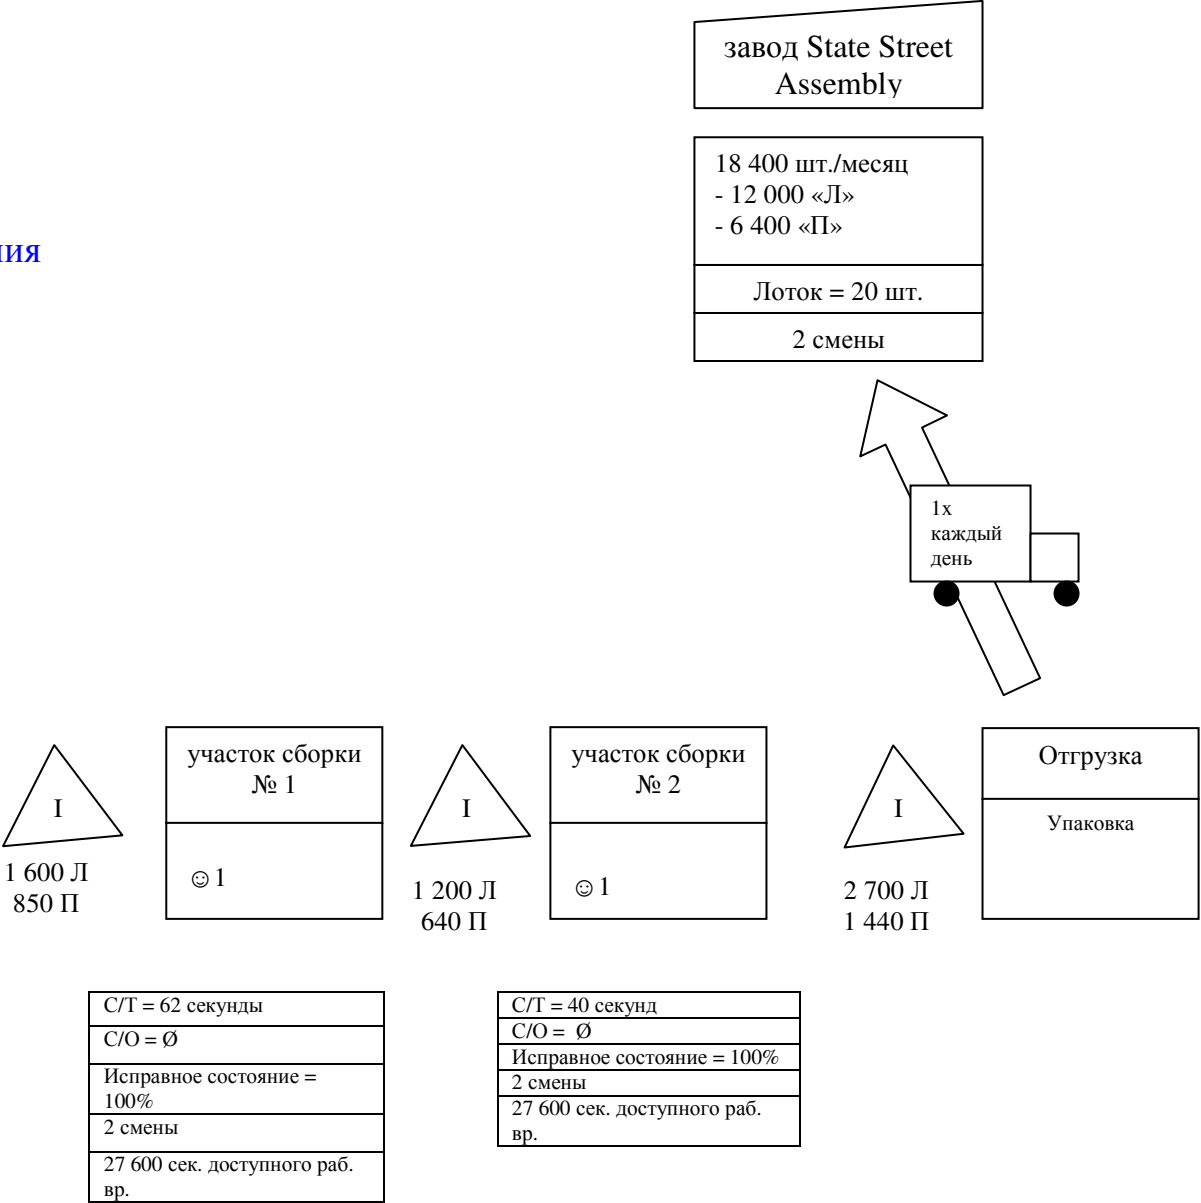 завод State Street
Assembly
18 400 шт./месяц
- 12 000 «Л»
- 6 400 «П»
Лоток = 20 шт.
2 смены
1x
каждый
день
участок сборки
№ 1
☺1
участок сборки
№ 2
☺1
Отгрузка
Упаковка
I
1 600 Л
850 П
I
1 200 Л
640 П
I
2 700 Л
1 440 П
C/T = 62 секунды
C/O = Ø
Исправное состояние =
100%
2 смены
27 600 сек. доступного раб.
вр.
C/T = 40 секунд
C/O = Ø
Исправное состояние = 100%
2 смены
27 600 сек. доступного раб.
вр.